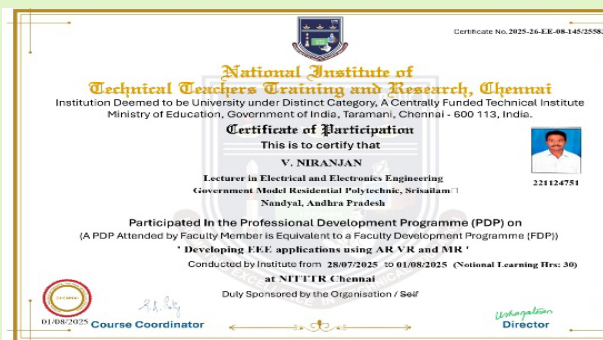 Certificate No. 2025-26-EE-08-145/2558
National Institute of
Technical Teachers Training and Research, Chennai
Institution Deemed to be University under Distinct Category, A Centrally Funded Technical Institute
Ministry of Education, Government of India, Taramani, Chennai - 600 113, India.
Certificate of Participation
This is to certify that
V. NIRANJAN
Lecturer in Electrical and Electronics Engineering
Government Model Residential Polytechnic, Srisailam
Nandyal, Andhra Pradesh
221124751
Participated In the Professional Development Programme (PDP) on
(A PDP Attended by Faculty Member is Equivalent to a Faculty Development Programme (FDP))
' Developing EEE applications using AR VR and MR '
Conducted by Institute from 28/07/2025 to 01/08/2025 (Notional Learning Hrs: 30)
at NITTTR Chennai
Duly Sponsored by the Organisation / Self
CHENNAI
01/08/2025
Course Coordinator
Director